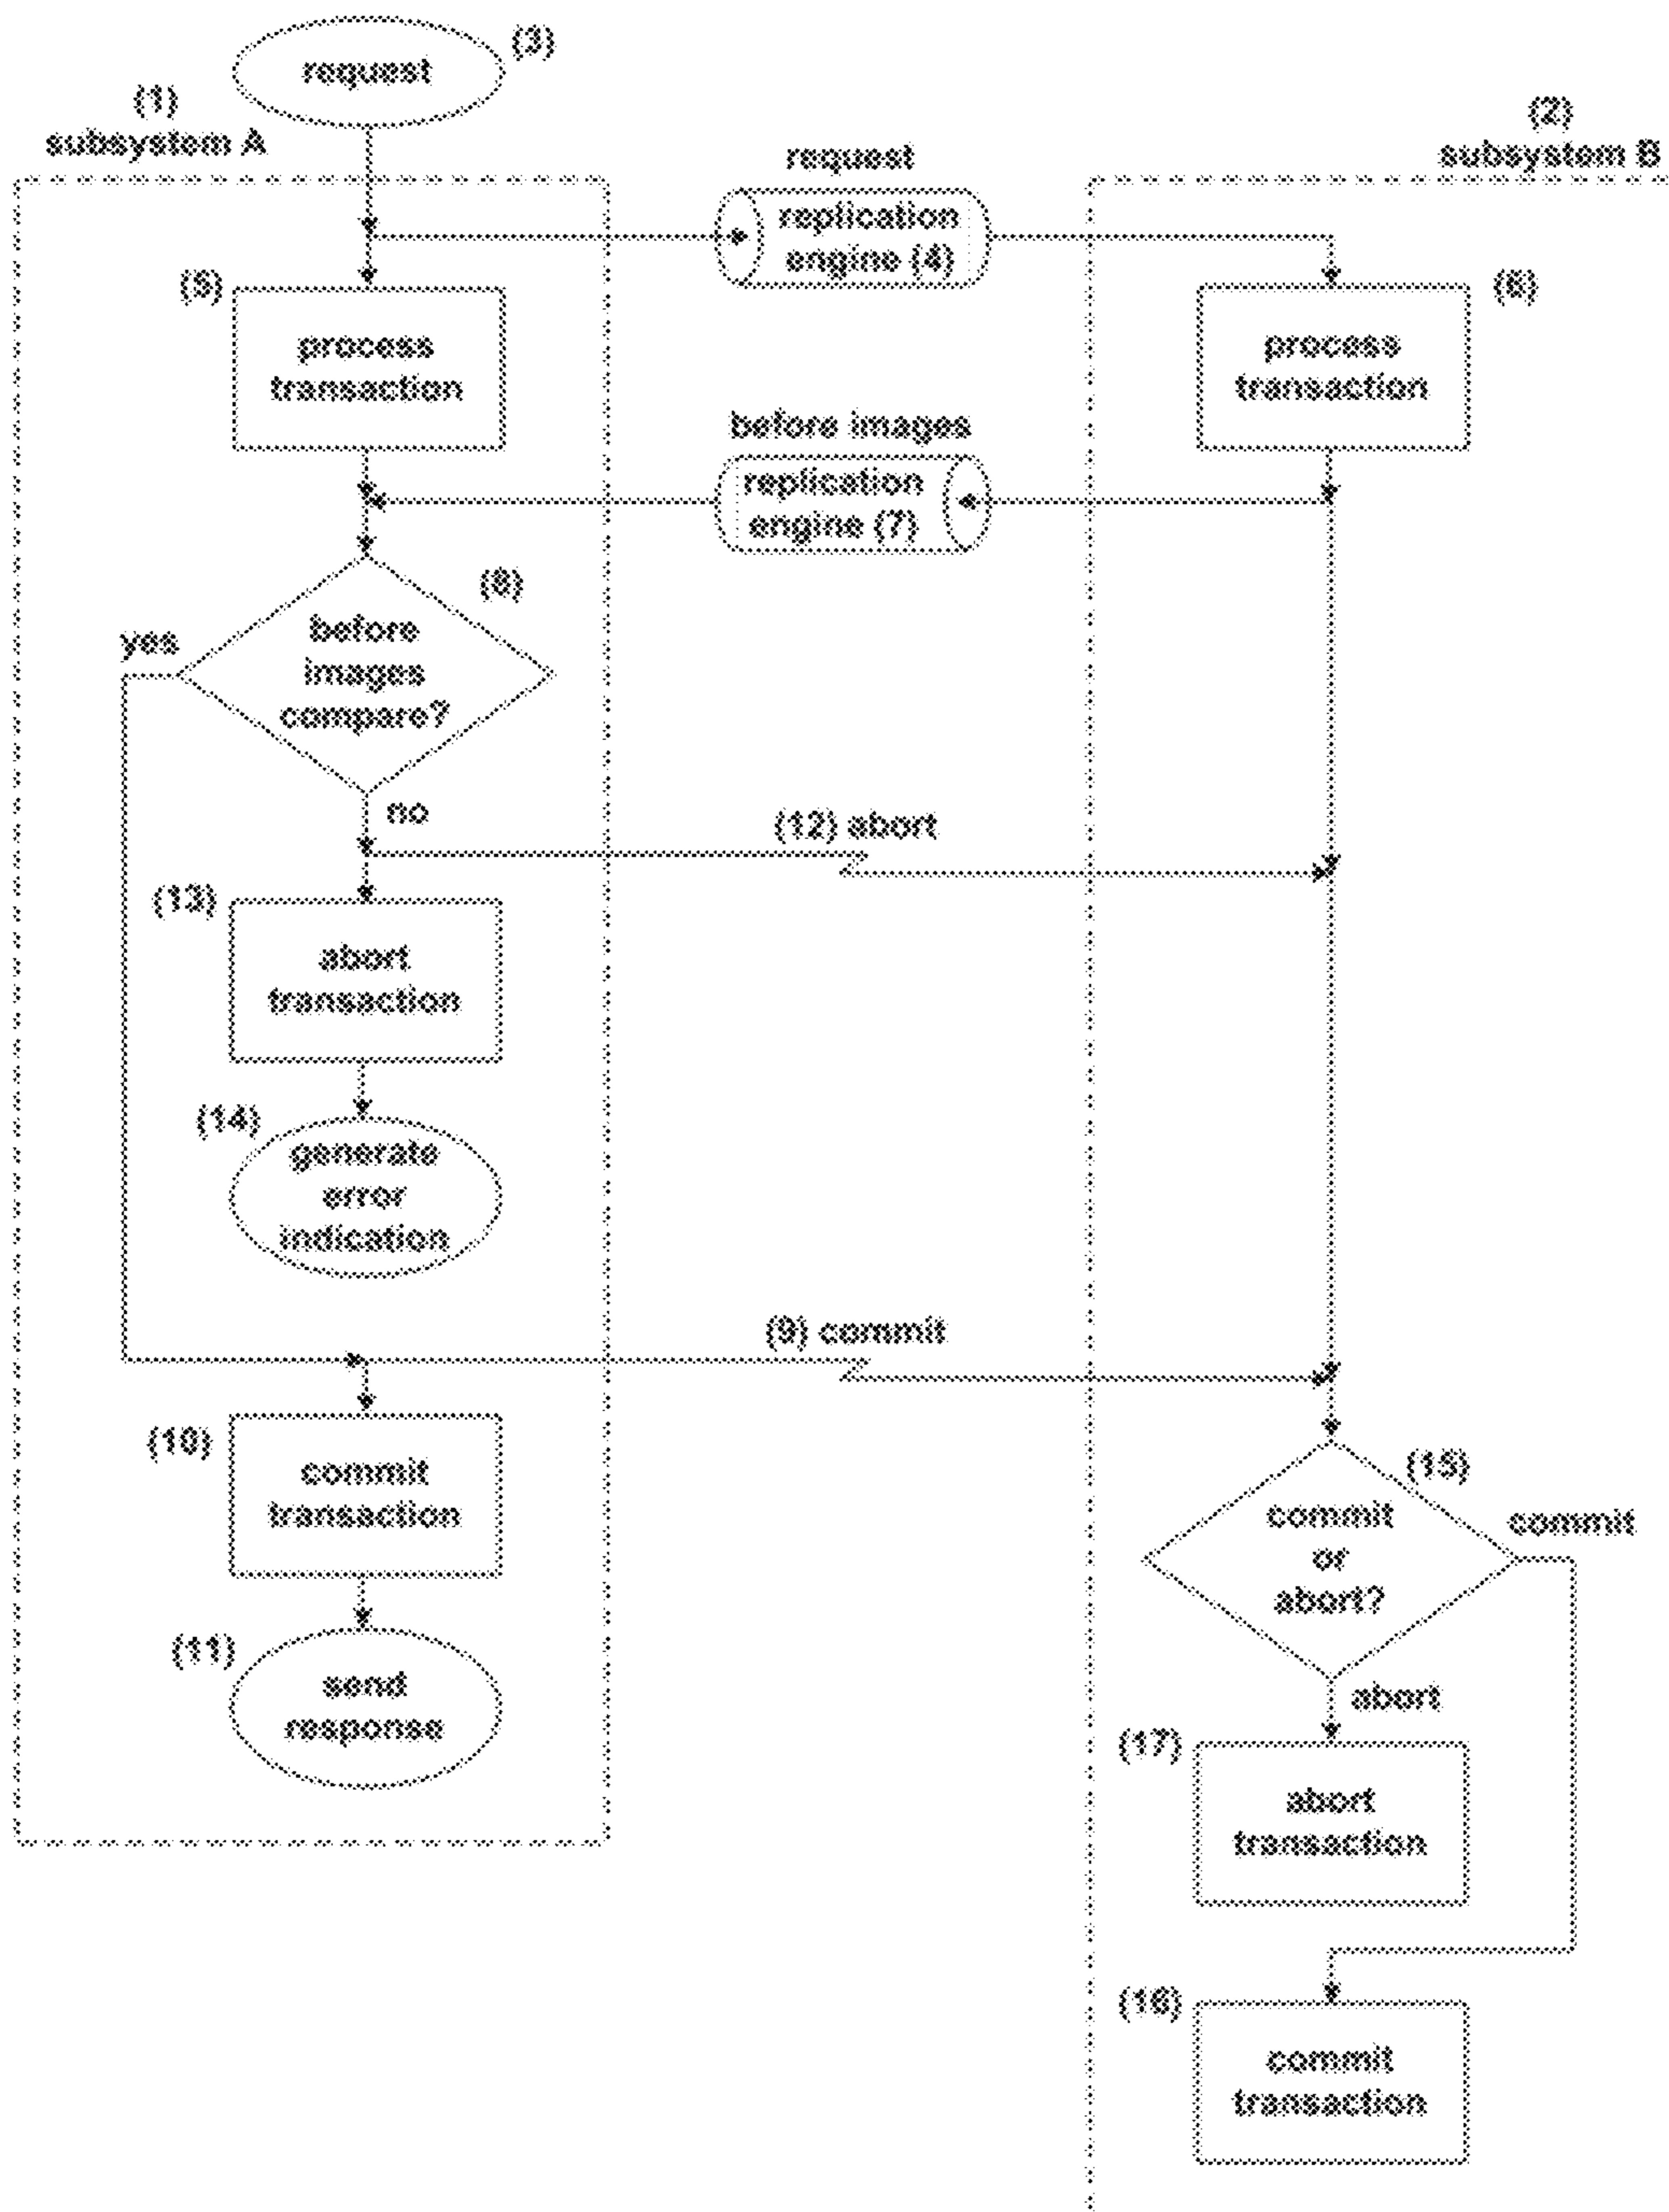 request
(3)
(1)
subsystem A
(2)
subsystem B
request
replication
engine (4)
(5)
process
transaction
(6)
process
transaction
before images
replication
engine (7)
(8)
before
images
compare?
yes
no
(12) abort
(13)
abort
transaction
(14)
generate
error
indication
(9) commit
(10)
commit
transaction
(15)
commit
or
abort?
commit
abort
(11)
send
response
(17)
abort
transaction
(16)
commit
transaction